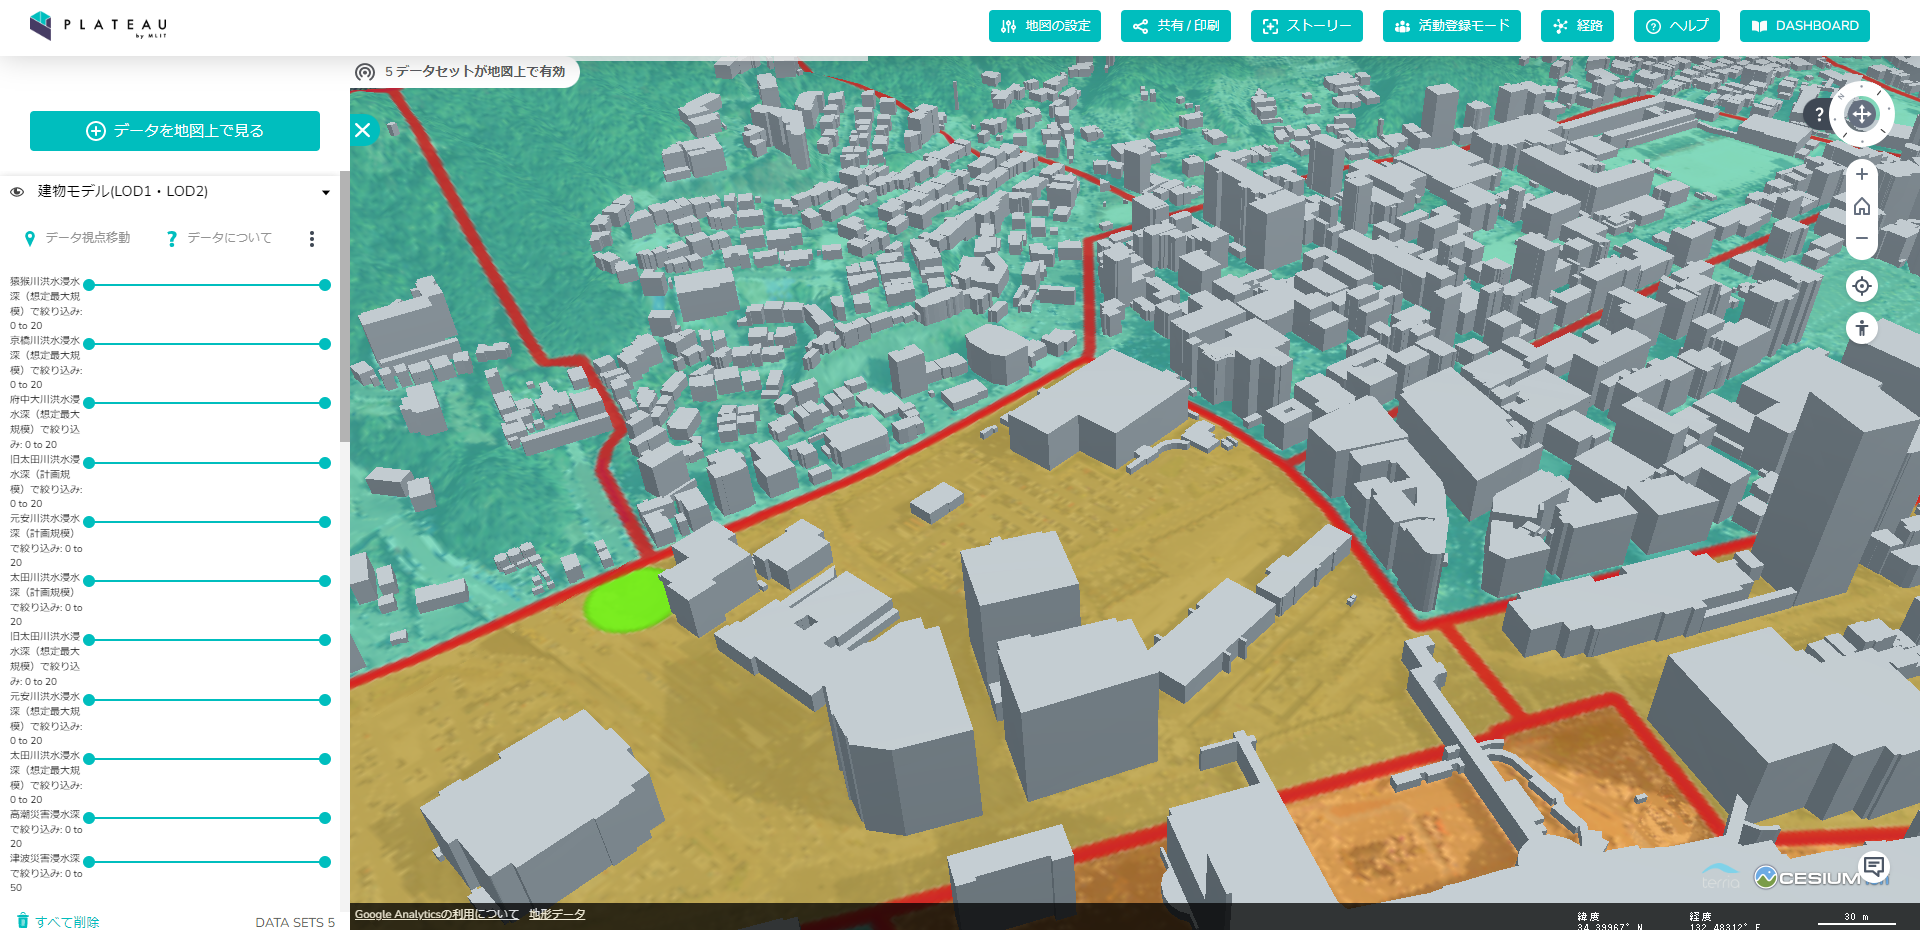 PLATEAU
by MLIT
地図の設定
共有 / 印刷
ストーリー
活動登録モード
経路
ヘルプ
DASHBOARD
5 データセットが地図上で有効
データを地図上で見る
建物モデル(LOD1・LOD2)
データ視点移動
データについて
猿猴川洪水浸水
深（想定最大規
模）で絞り込み:
0 to 20
京橋川洪水浸水
深（想定最大規
模）で絞り込み:
0 to 20
府中大川洪水浸
水深（想定最大
規模）で絞り込
み: 0 to 20
旧太田川洪水浸
水深（計画規
模）で絞り込み:
0 to 20
元安川洪水浸水
深（計画規模）
で絞り込み: 0 to
20
太田川洪水浸水
深（計画規模）
で絞り込み: 0 to
20
旧太田川洪水浸
水深（想定最大
規模）で絞り込
み: 0 to 20
元安川洪水浸水
深（想定最大規
模）で絞り込み:
0 to 20
太田川洪水浸水
深（想定最大規
模）で絞り込み:
0 to 20
高潮災害浸水深
で絞り込み: 0 to
20
津波災害浸水深
で絞り込み: 0 to
50
すべて削除
DATA SETS 5
?
N
terria
CESIUM ion
Google Analyticsの利用について
地形データ
緯度
34.39967° N
経度
132.48312° E
30 m